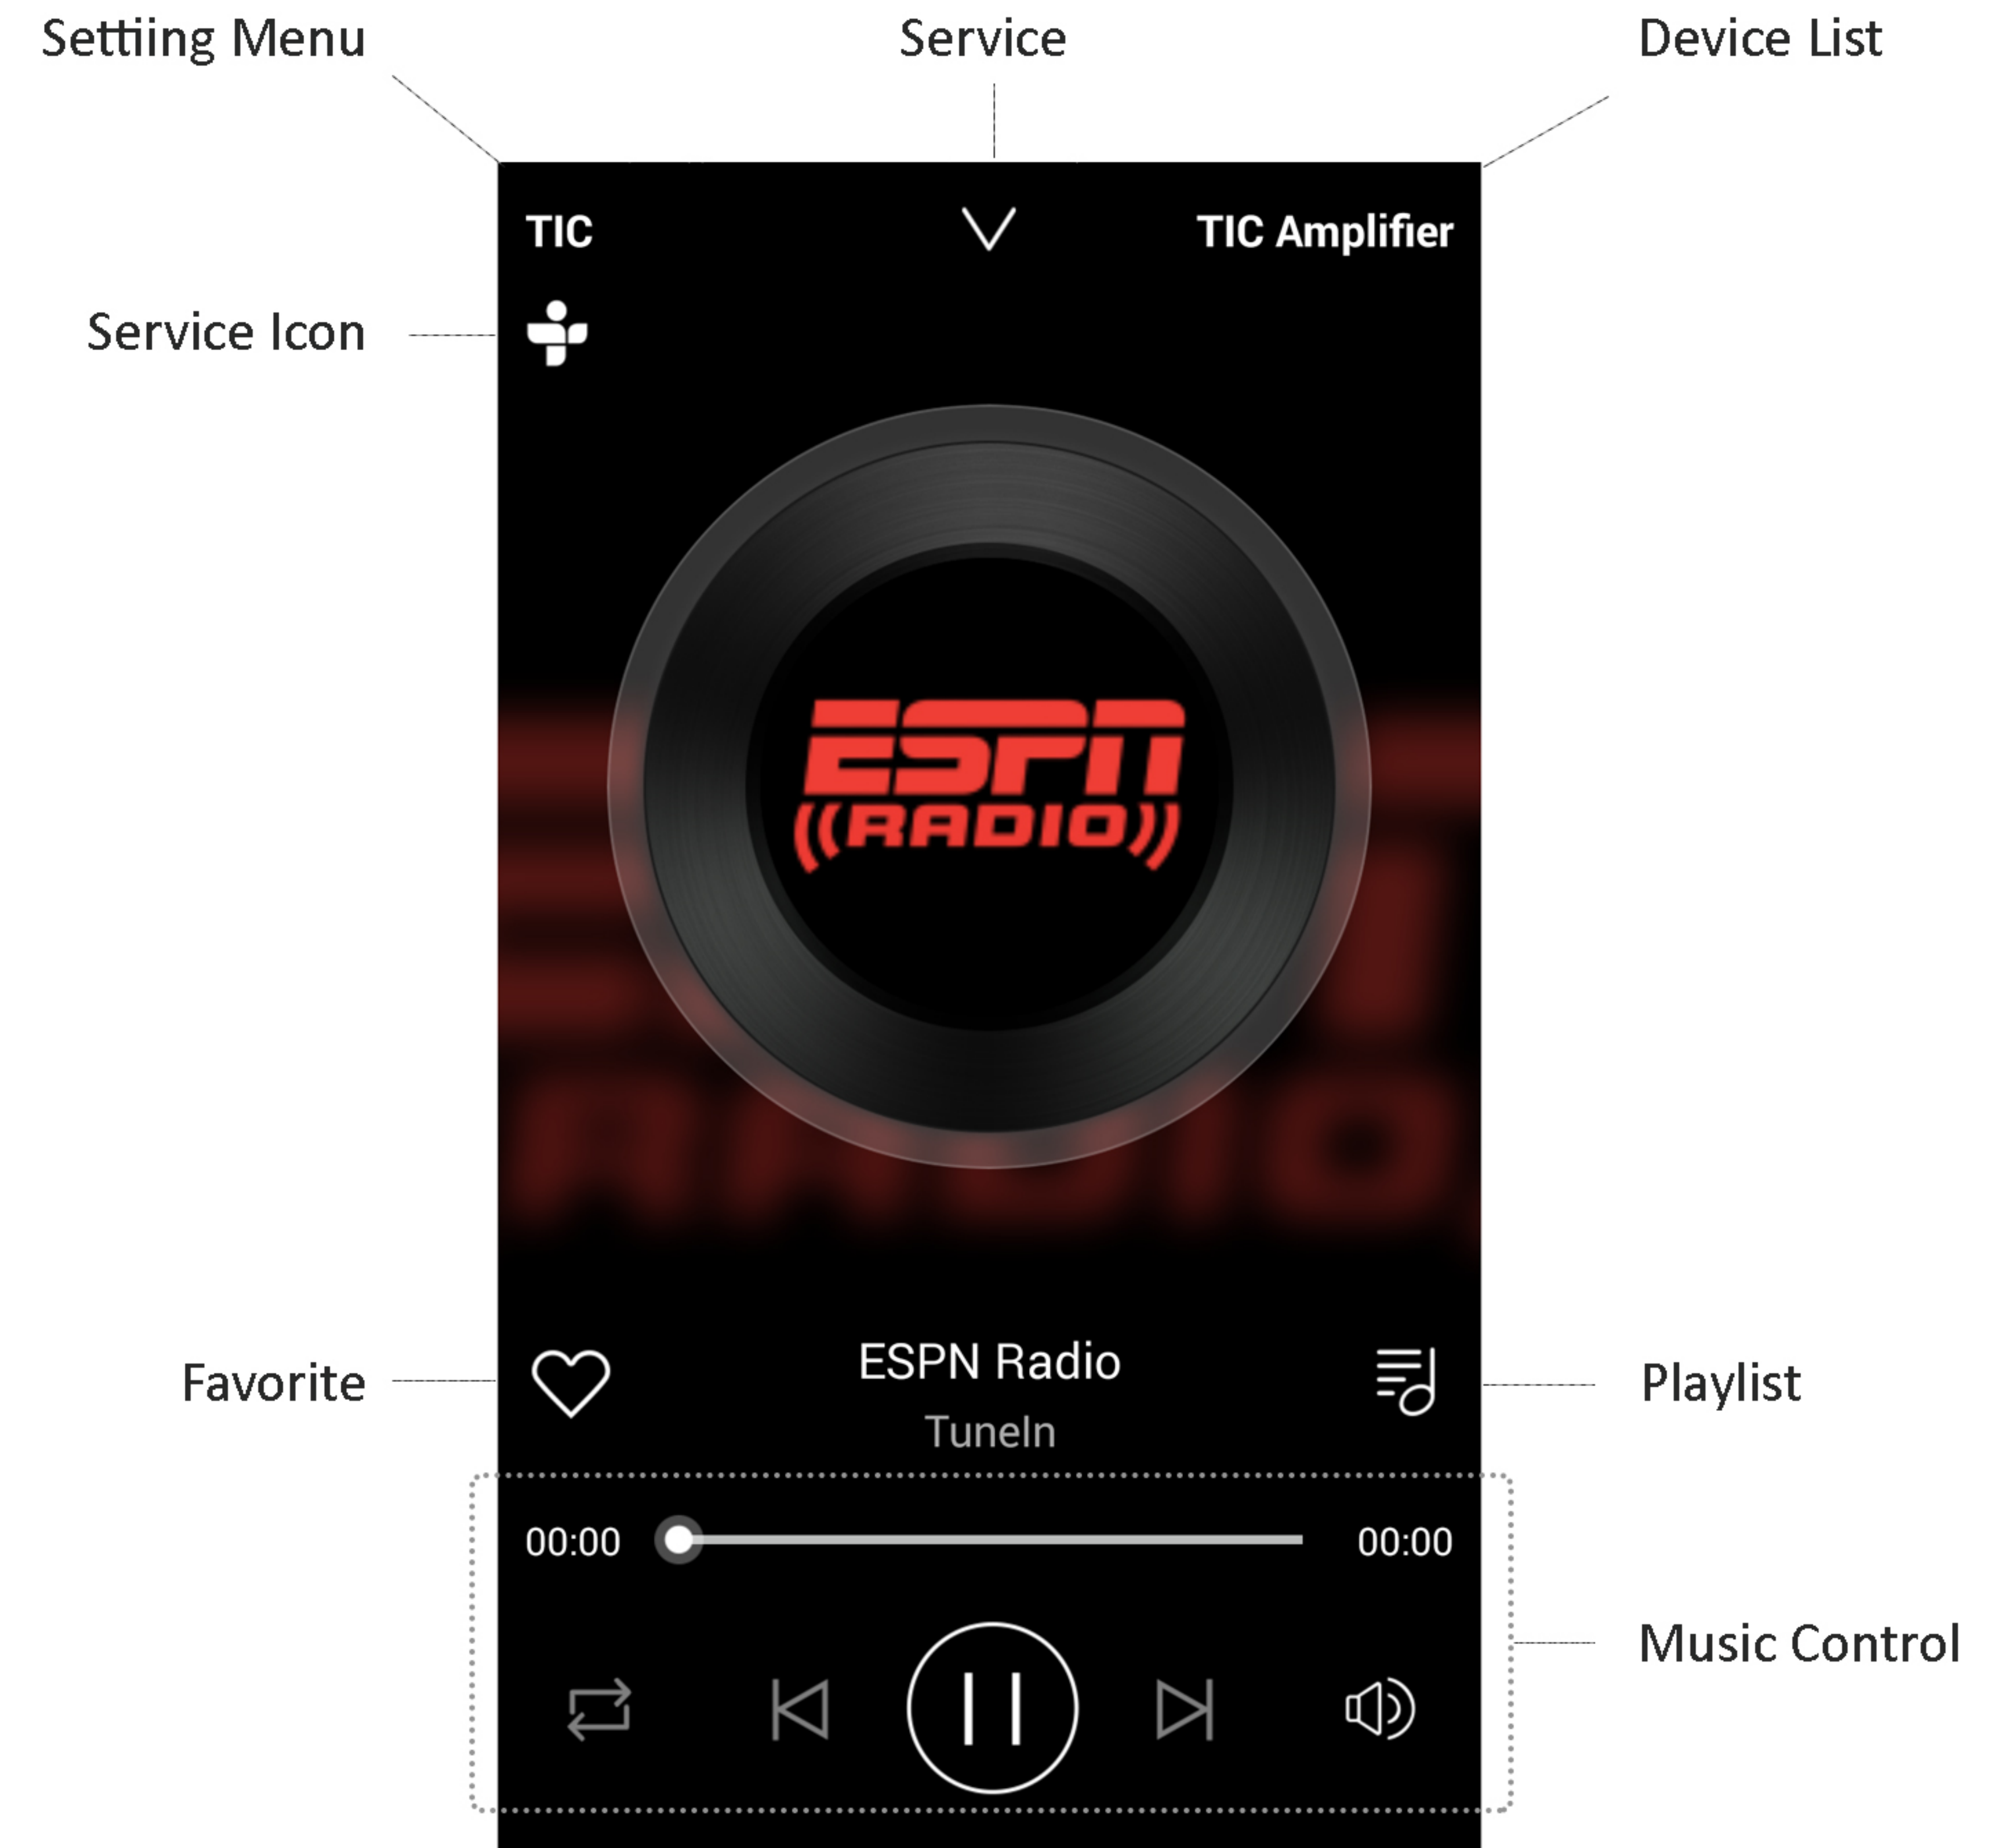 Settiing Menu
Service
Device List
TIC
TIC Amplifier
Service Icon
ESPN
RADIO
Favorite
ESPN Radio
Playlist
TuneIn
00:00
00:00
Music Control